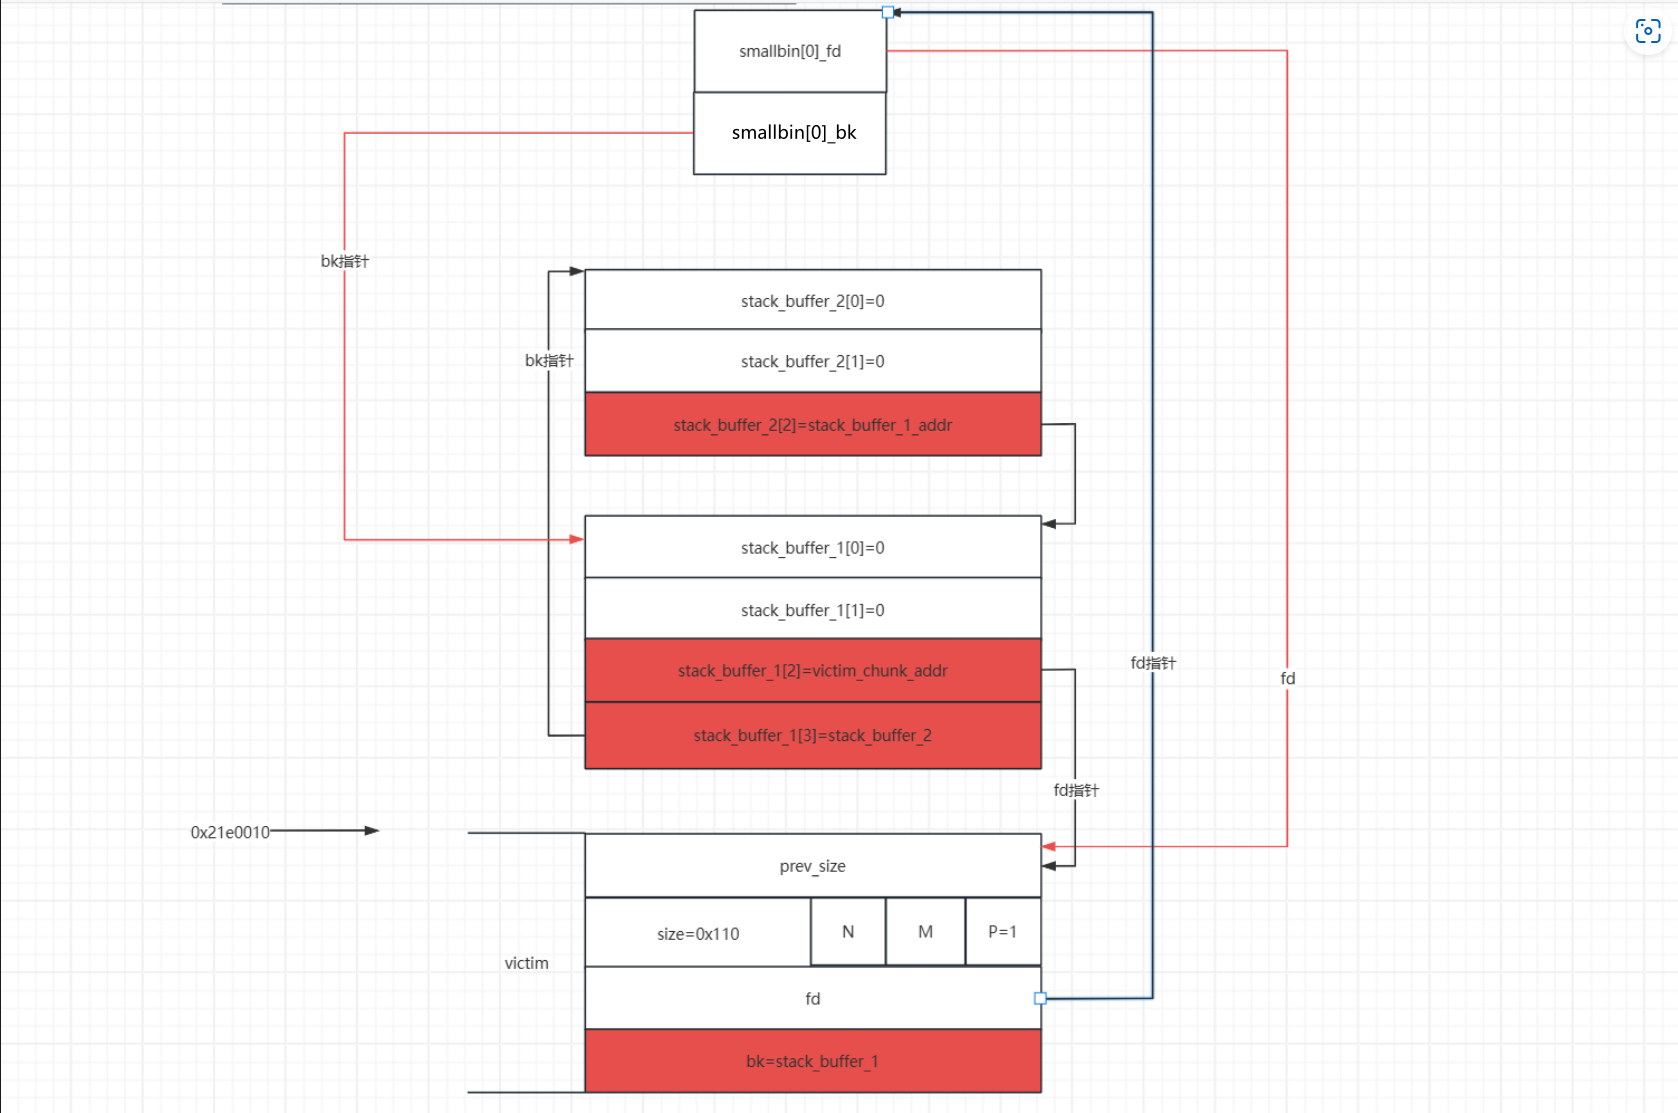 smallbin[0]_fd
smallbin[0]_bk
bk指针
stack_buffer_2[0]=0
bk指针
stack_buffer_2[1]=0
stack_buffer_2[2]=stack_buffer_1_addr
stack_buffer_1[0]=0
stack_buffer_1[1]=0
stack_buffer_1[2]=victim_chunk_addr
fd指针
fd
stack_buffer_1[3]=stack_buffer_2
fd指针
0x21e0010
prev_size
size=0x110
N
M
P=1
victim
fd
bk=stack_buffer_1